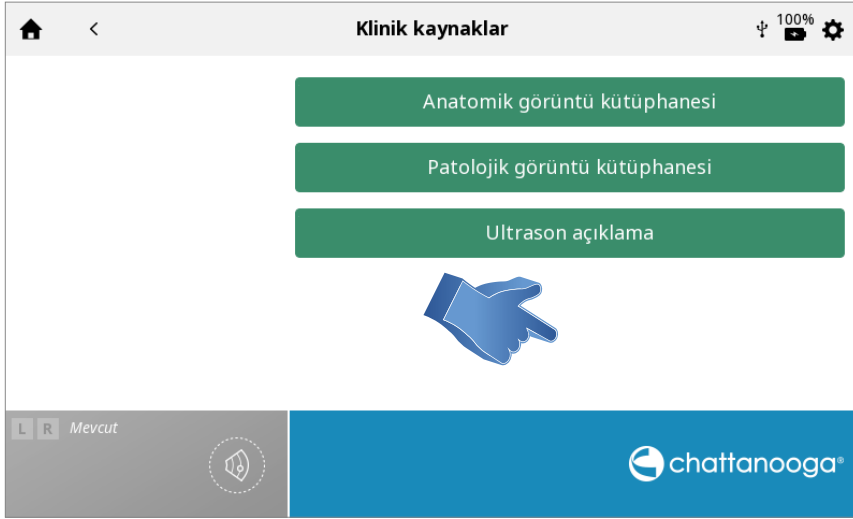 Klinik kaynaklar
100%
Anatomik görüntü kütüphanesi
Patolojik görüntü kütüphanesi
Ultrason açıklama
L R Mevcut
chattanooga®